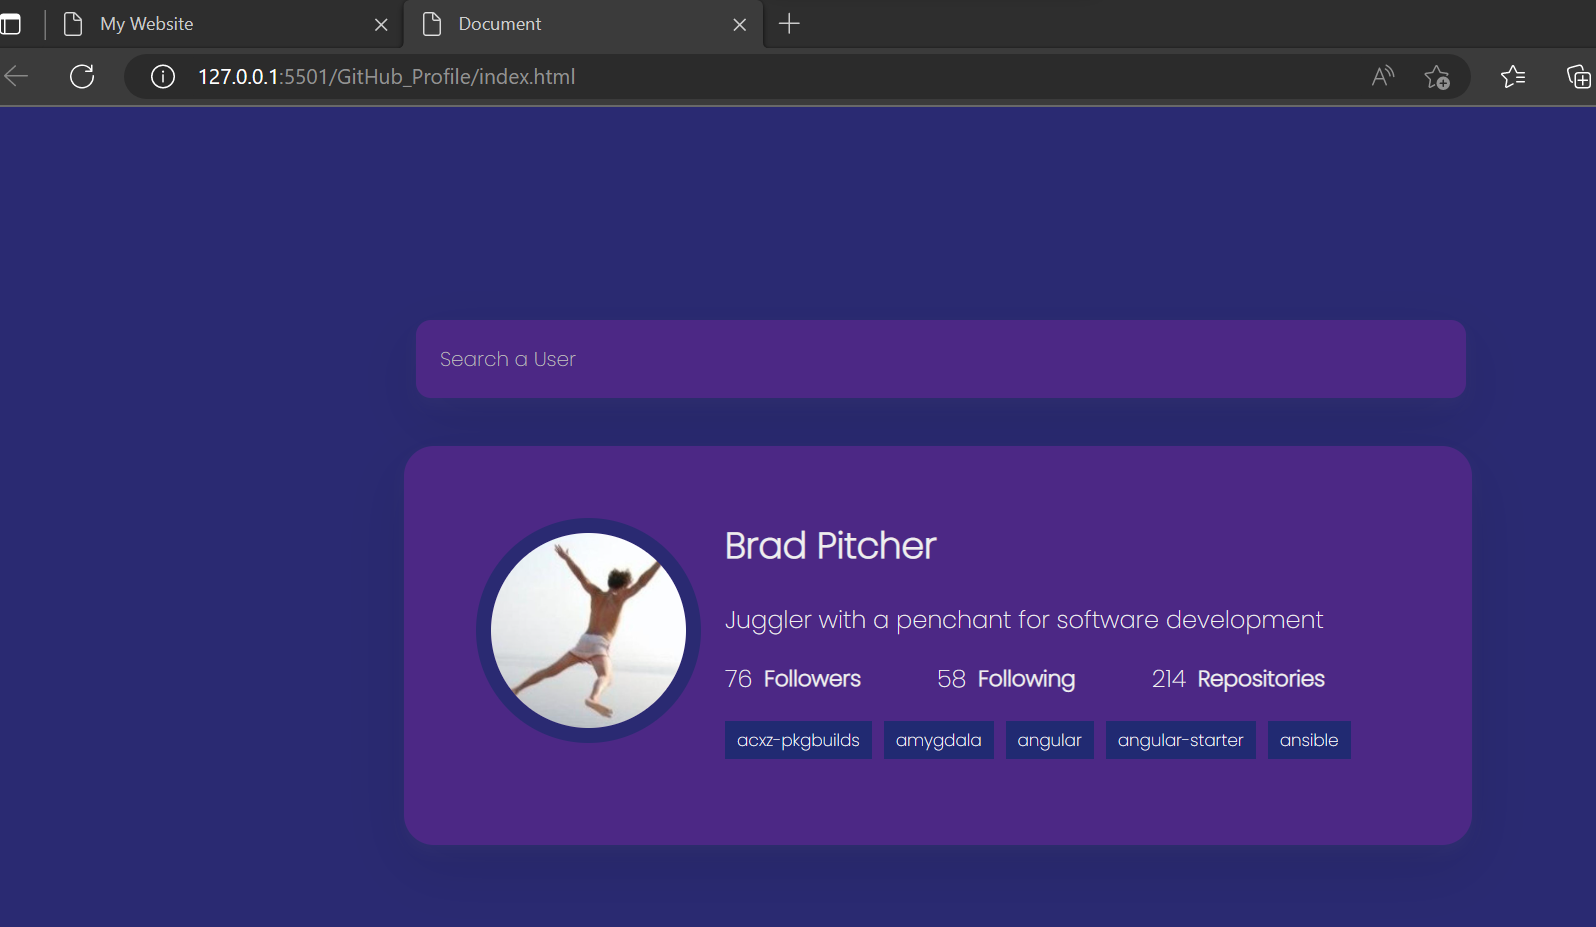 My Website
Document
127.0.0.1:5501/GitHub_Profile/index.html
Search a User
Brad Pitcher
Juggler with a penchant for software development
76 Followers 58 Following 214 Repositories
acxz-pkgbuilds amygdala angular angular-starter ansible